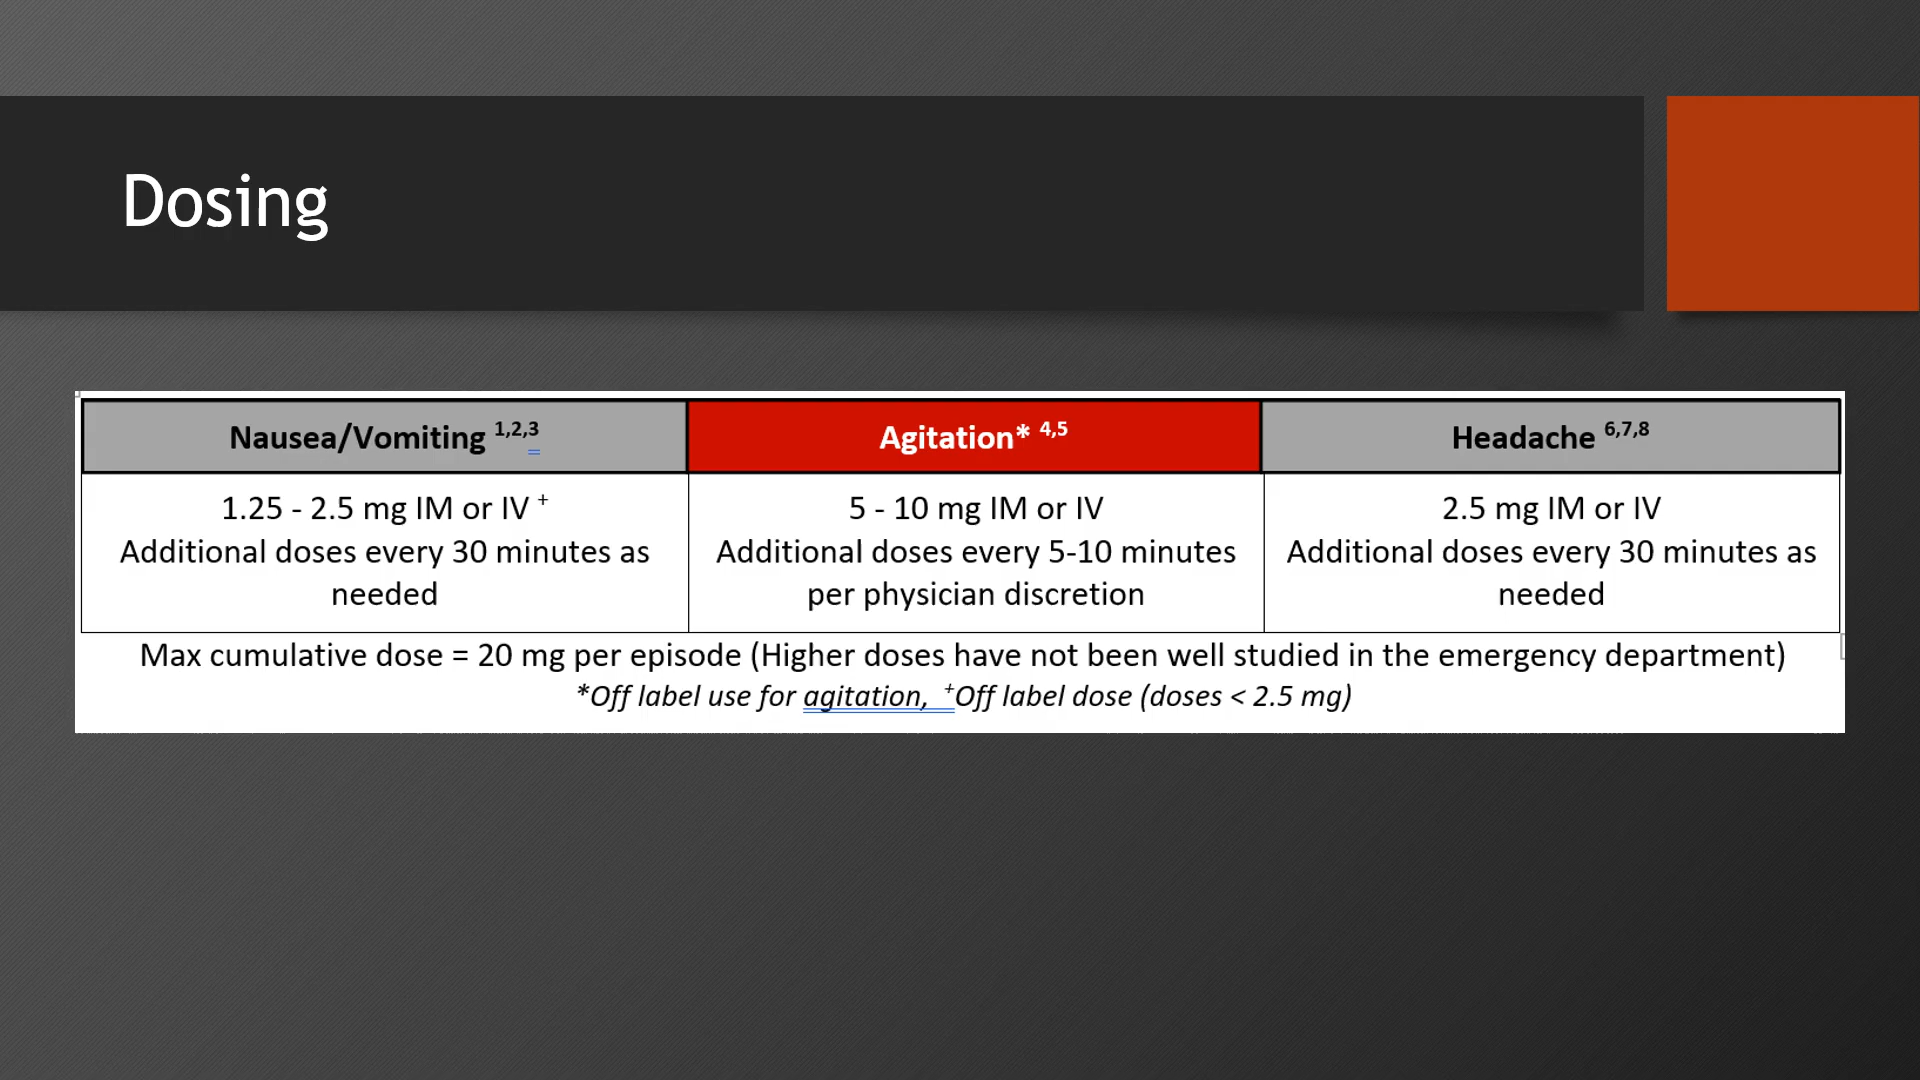 Dosing
Nausea/Vomiting 1,2,3
Agitation* 4,5
Headache 6,7,8
1.25 - 2.5 mg IM or IV +
Additional doses every 30 minutes as
needed
5 - 10 mg IM or IV
Additional doses every 5-10 minutes
per physician discretion
2.5 mg IM or IV
Additional doses every 30 minutes as
needed
Max cumulative dose = 20 mg per episode (Higher doses have not been well studied in the emergency department)
*Off label use for agitation, +Off label dose (doses < 2.5 mg)